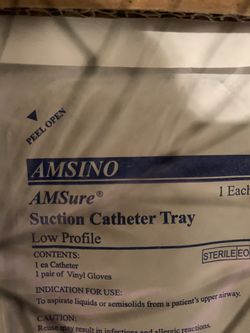 PEEL OPEN
AMSINO
AMSure® 1 Each
Suction Catheter Tray
Low Profile
STERILE EO
CONTENTS:
1 ea Catheter
1 pair of Vinyl Gloves
INDICATION FOR USE:
To aspirate liquids or semisolids from a patient's upper airway.
CAUTION:
Reuse may result in infections and allergic reactions.